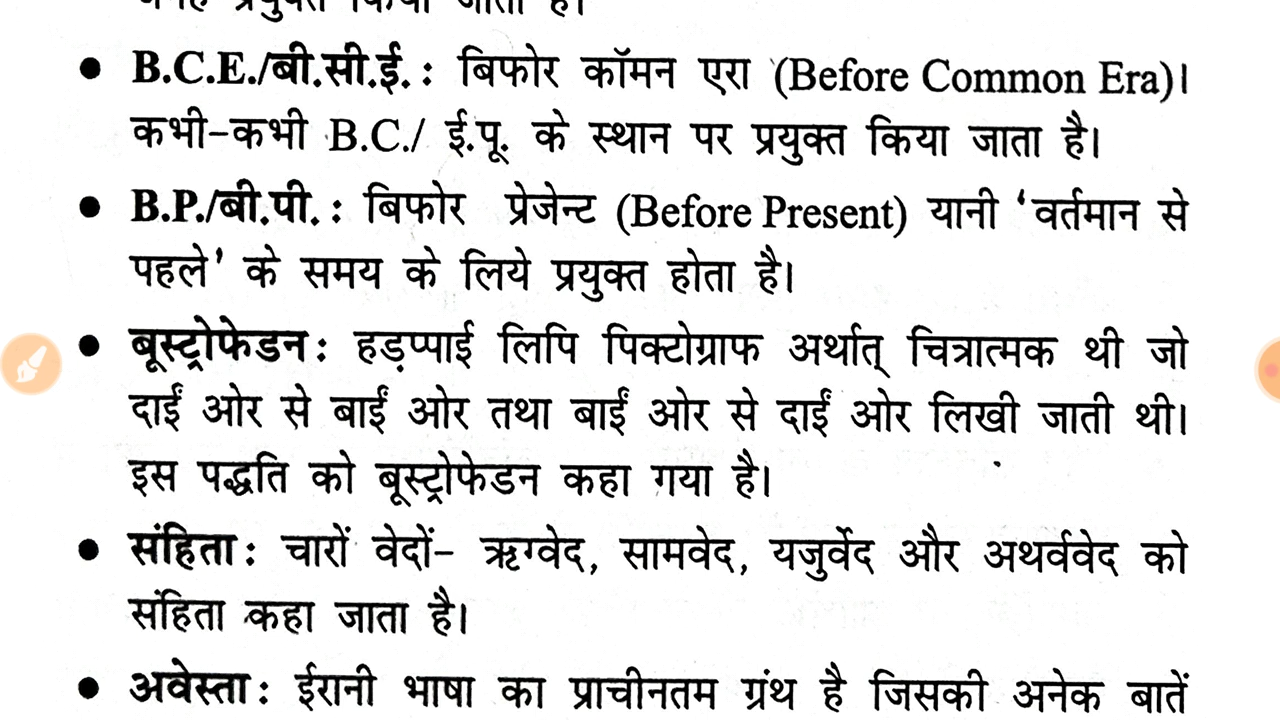 जगह प्रयुक्त किया जाता है।
• B.C.E./बी.सी.ई. : बिफोर कॉमन एरा (Before Common Era)।
कभी-कभी B.C./ ई.पू. के स्थान पर प्रयुक्त किया जाता है।
• B.P./बी.पी. : बिफोर प्रेजेन्ट (Before Present) यानी ‘वर्तमान से
पहले’ के समय के लिये प्रयुक्त होता है।
• बूस्ट्रोफेडन : हड़प्पाई लिपि पिक्टोग्राफ अर्थात् चित्रात्मक थी जो
दाईं ओर से बाईं ओर तथा बाईं ओर से दाईं ओर लिखी जाती थी।
इस पद्धति को बूस्ट्रोफेडन कहा गया है।
• संहिता : चारों वेदों- ऋग्वेद, सामवेद, यजुर्वेद और अथर्ववेद को
संहिता कहा जाता है।
• अवेस्ता : ईरानी भाषा का प्राचीनतम ग्रंथ है जिसकी अनेक बातें